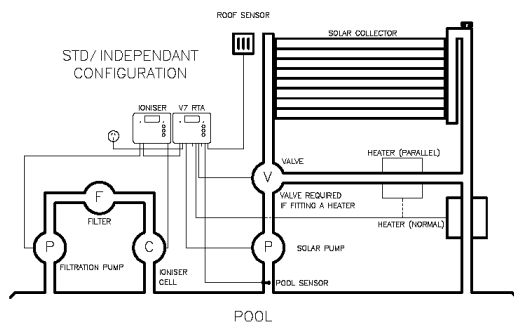 ROOF SENSOR
SOLAR COLLECTOR
STD/ INDEPENDANT
CONFIGURATION
IONISER
V7 RTA
VALVE
HEATER (PARALLEL)
V
VALVE REQUIRED
IF FITTING A HEATER
F
FILTER
HEATER (NORMAL)
P
C
P
SOLAR PUMP
FILTRATION PUMP
IONISER
CELL
POOL SENSOR
POOL